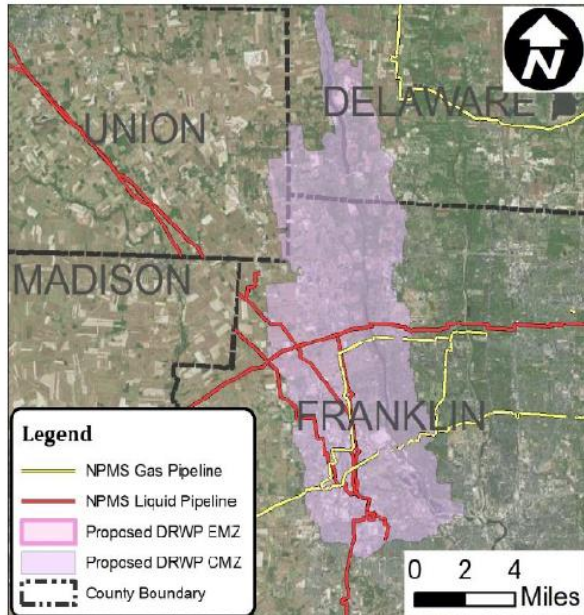 N
DELAWARE
UNION
MADISON
FRANKLIN
Legend
NPMS Gas Pipeline
NPMS Liquid Pipeline
Proposed DRWP EMZ
Proposed DRWP CMZ
County Boundary
0 2 4
Miles